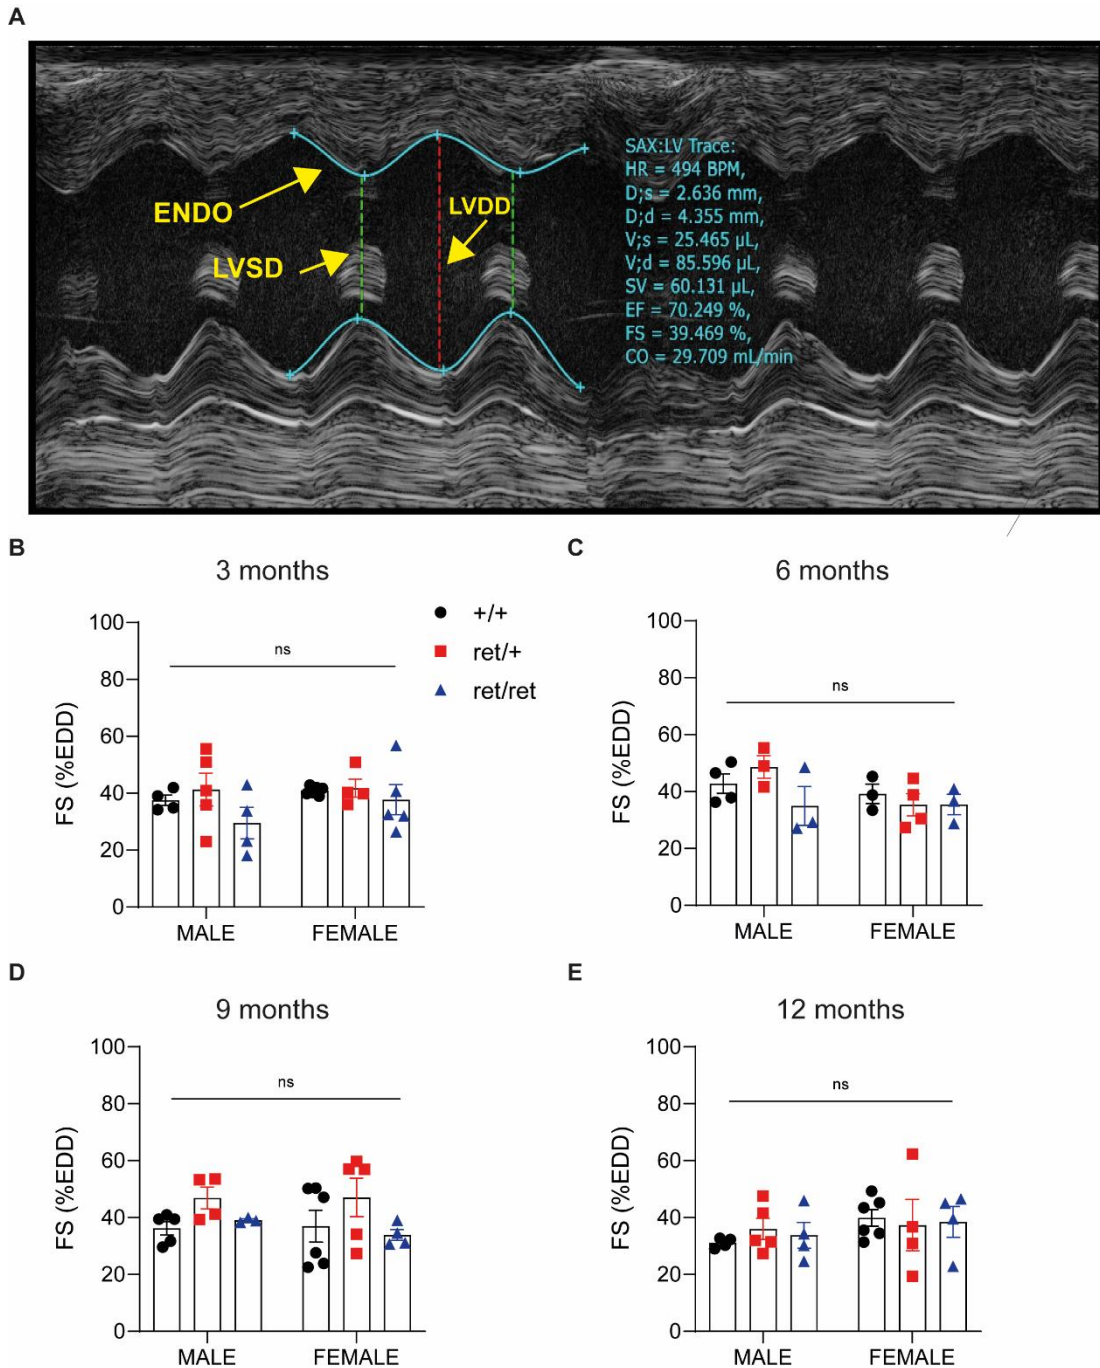 A
ENDO
LVSD
LVDD
SAX:LV Trace:
HR = 494 BPM,
D;s = 2.636 mm,
D;d = 4.355 mm,
V;s = 25.465 µL,
V;d = 85.596 µL,
SV = 60.131 µL,
EF = 70.249 %,
FS = 39.469 %,
CO = 29.709 mL/min
B
3 months
FS (%EDD)
100
80
60
40
20
0
ns
MALE
FEMALE
+/+
ret/+
ret/ret
C
6 months
FS (%EDD)
100
80
60
40
20
0
ns
MALE
FEMALE
D
9 months
FS (%EDD)
100
80
60
40
20
0
ns
MALE
FEMALE
E
12 months
FS (%EDD)
100
80
60
40
20
0
ns
MALE
FEMALE